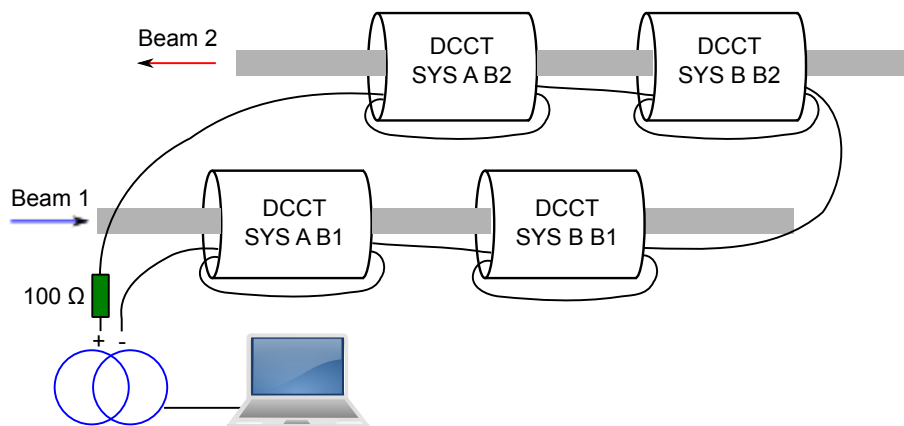 Beam 2
DCCT
SYS A B2
DCCT
SYS B B2
Beam 1
DCCT
SYS A B1
DCCT
SYS B B1
100 Ω
+ -